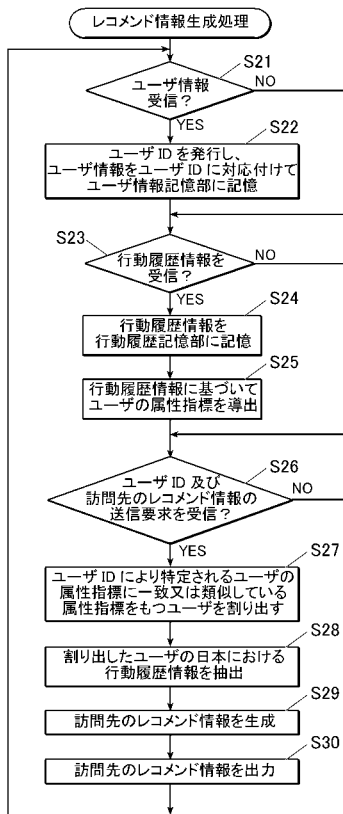 レコメンド情報生成処理
S21
ユーザ情報
受信？
NO
YES
S22
ユーザ ID を発行し、
ユーザ情報をユーザ ID に対応付けて
ユーザ情報記憶部に記憶
S23
行動履歴情報を
受信？
NO
YES
S24
行動履歴情報を
行動履歴記憶部に記憶
S25
行動履歴情報に基づいて
ユーザの属性指標を導出
S26
ユーザ ID 及び
訪問先のレコメンド情報の
送信要求を受信？
NO
YES
S27
ユーザ ID により特定されるユーザの
属性指標に一致又は類似している
属性指標をもつユーザを割り出す
S28
割り出したユーザの日本における
行動履歴情報を抽出
S29
訪問先のレコメンド情報を生成
S30
訪問先のレコメンド情報を出力